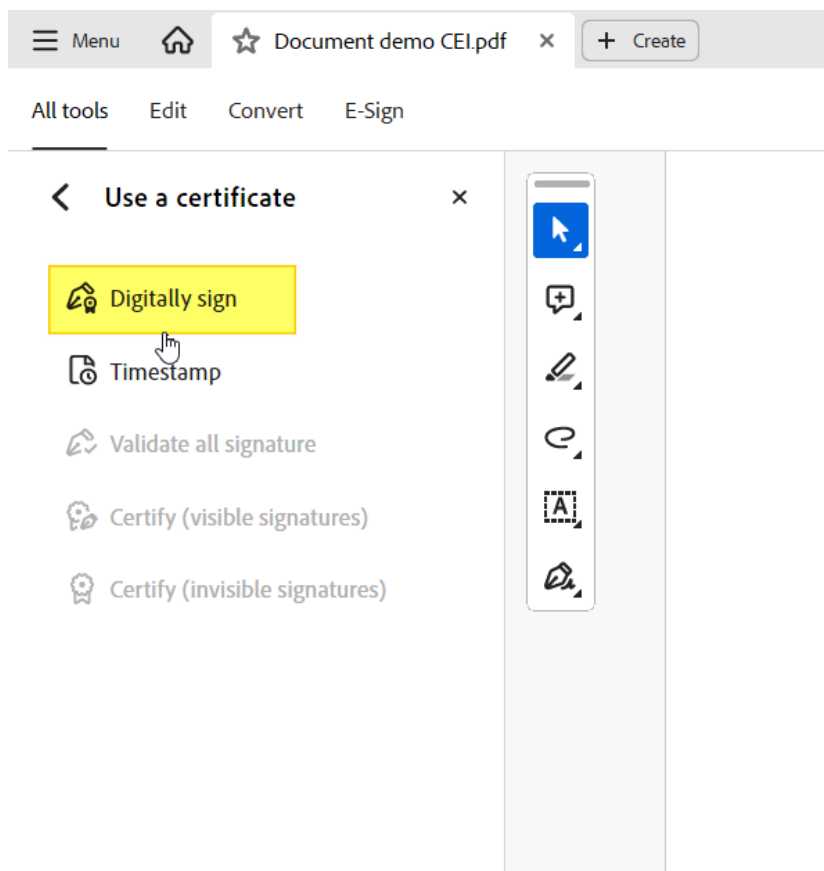 Menu Document demo CEI.pdf Create
All tools Edit Convert E-Sign
Use a certificate
Digitally sign
Timestamp
Validate all signature
Certify (visible signatures)
Certify (invisible signatures)
A